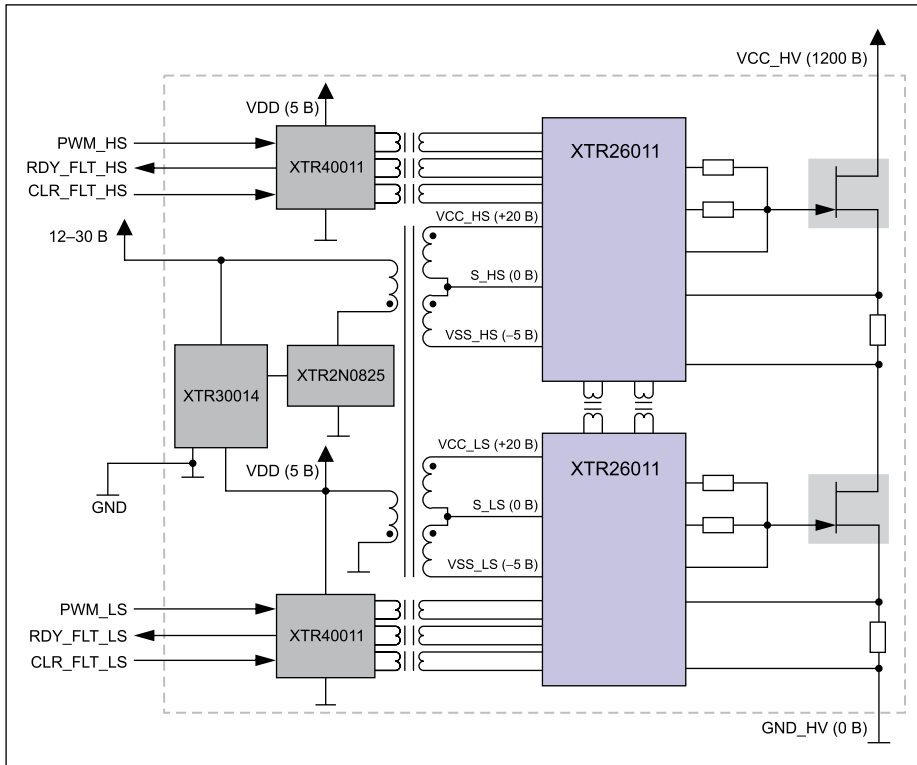 VCC_HV (1200 В)
VDD (5 В)
PWM_HS
RDY_FLT_HS
CLR_FLT_HS
XTR40011
XTR26011
12–30 В
VCC_HS (+20 В)
S_HS (0 В)
VSS_HS (–5 В)
XTR30014
XTR2N0825
GND
VDD (5 В)
VCC_LS (+20 В)
S_LS (0 В)
VSS_LS (–5 В)
XTR26011
PWM_LS
RDY_FLT_LS
CLR_FLT_LS
XTR40011
GND_HV (0 В)